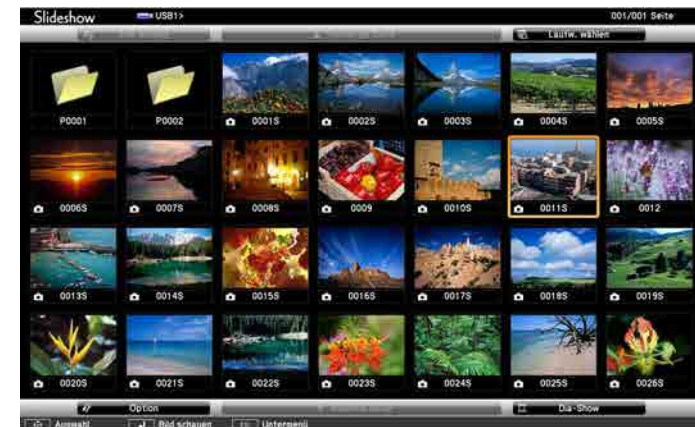 Slideshow USB1> 001/001 Seite
Laufw. wählen
P0001 P0002 0001S 0002S 0003S 0004S 0005S
0006S 0007S 0008S 0009 0010S 0011S 0012
0013S 0014S 0015S 0016S 0017S 0018S 0019S
0020S 0021S 0022S 0023S 0024S 0025S 0026S
Option Dia-Show
Auswahl Bild schauen Untermenü